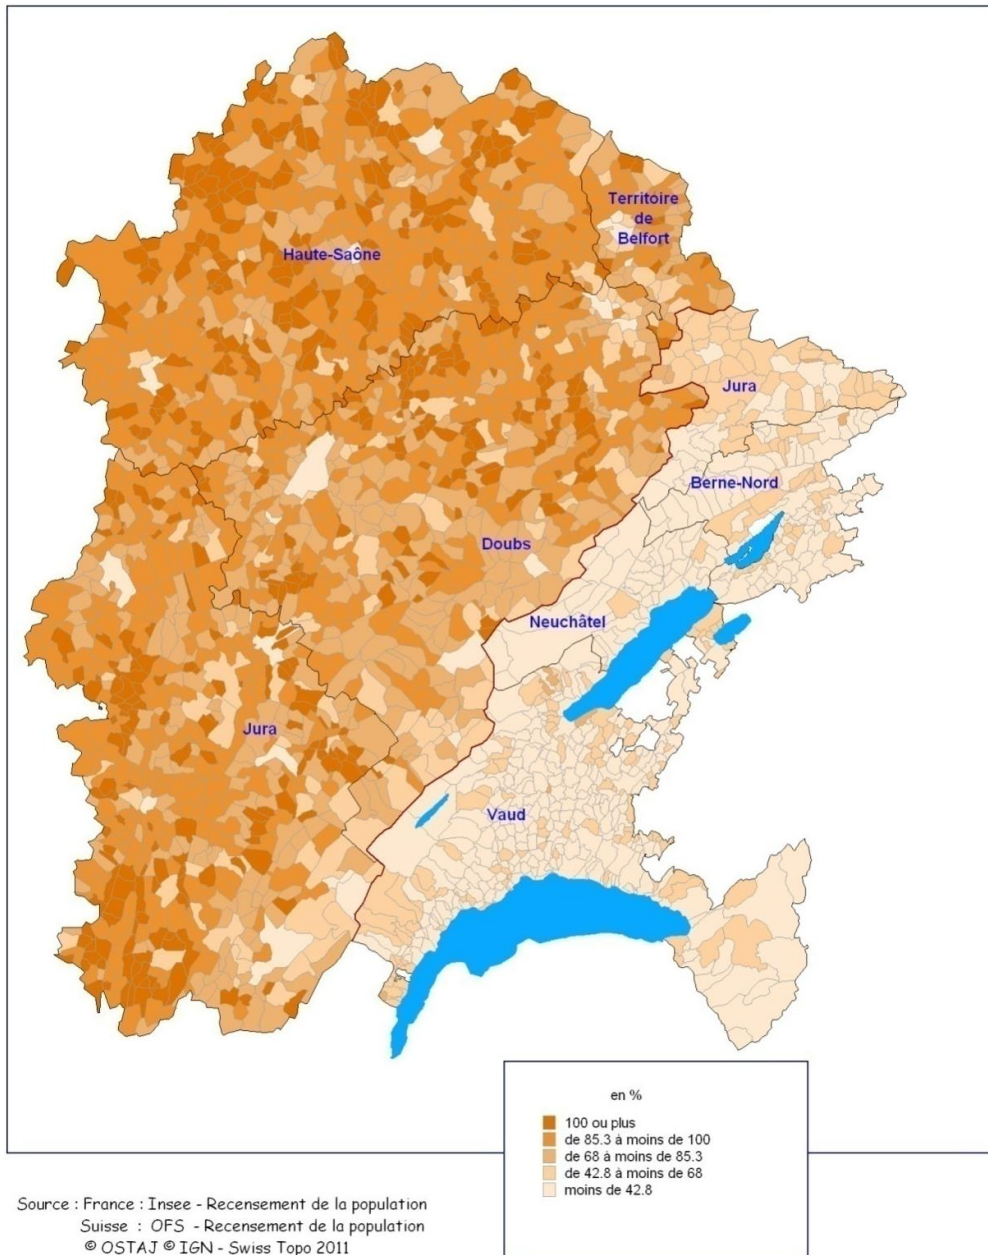 Territoire
de
Belfort
Haute-Saône
Jura
Berne-Nord
Doubs
Neuchâtel
Jura
Vaud
en %
100 ou plus
de 85.3 à moins de 100
de 68 à moins de 85.3
de 42.8 à moins de 68
moins de 42.8
Source : France : Insee - Recensement de la population
Suisse : OFS - Recensement de la population
© OSTAJ © IGN - Swiss Topo 2011